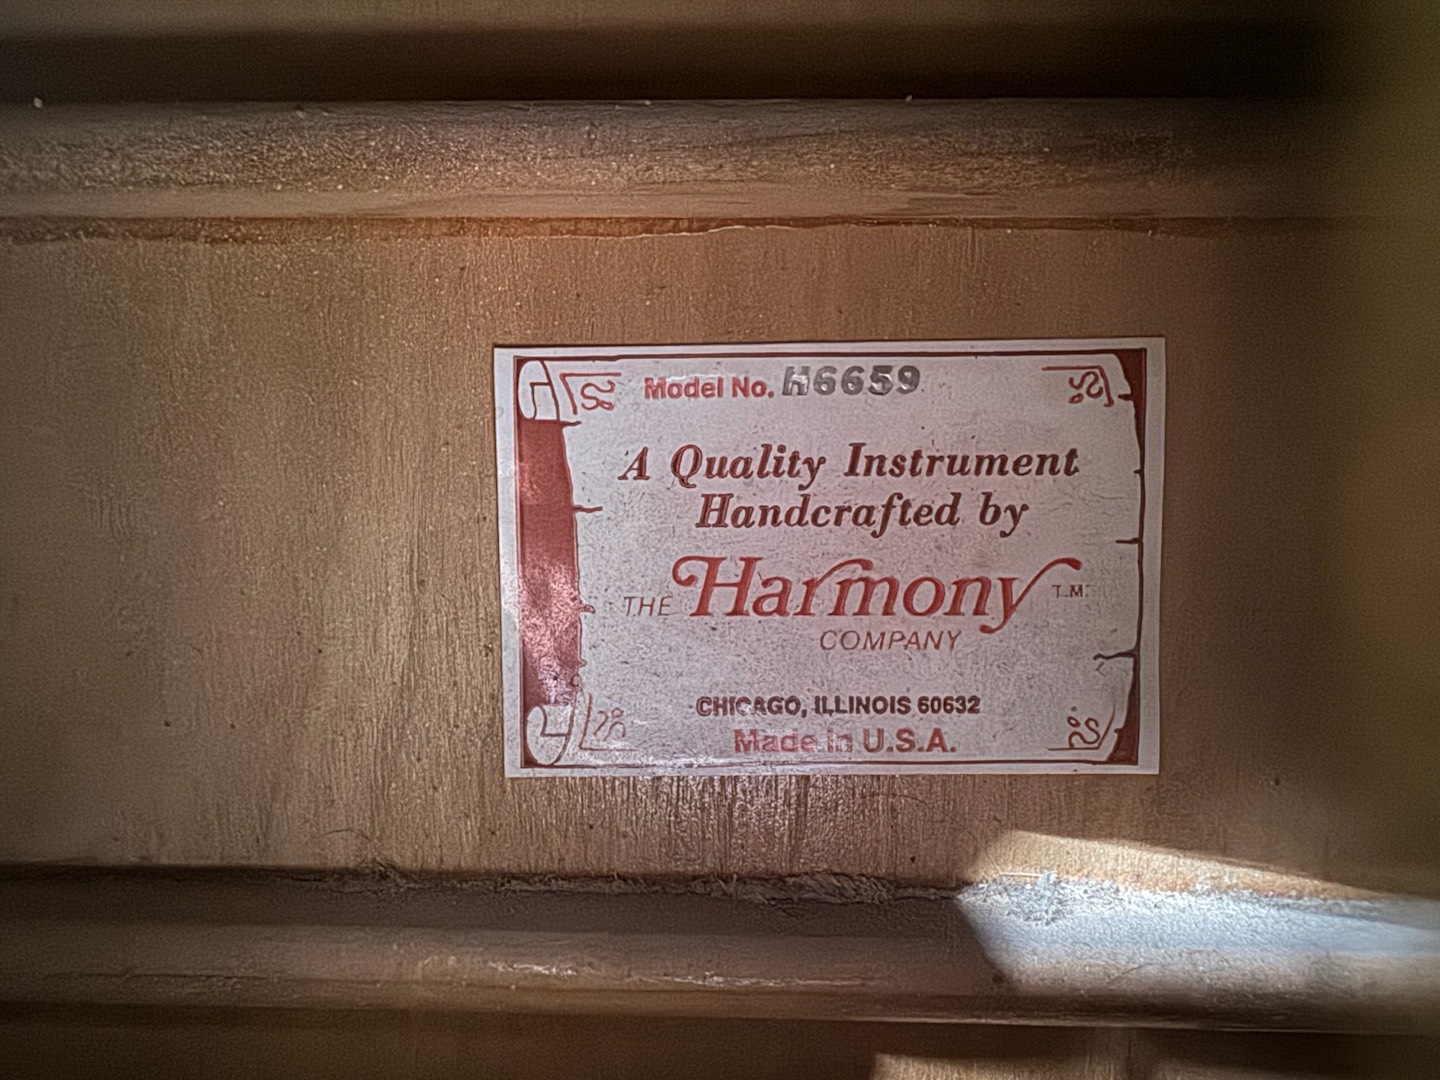 Model No. H6659
A Quality Instrument
Handcrafted by
THE Harmony T.M.
COMPANY
CHICAGO, ILLINOIS 60632
Made in U.S.A.